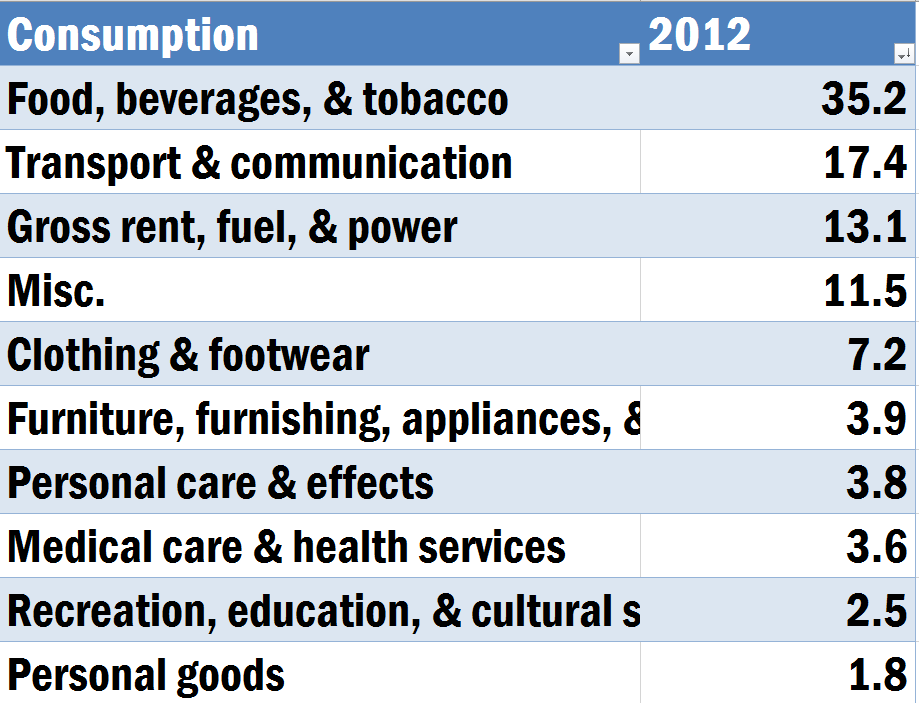 Consumption 2012
Food, beverages, & tobacco 35.2
Transport & communication 17.4
Gross rent, fuel, & power 13.1
Misc. 11.5
Clothing & footwear 7.2
Furniture, furnishing, appliances, & 3.9
Personal care & effects 3.8
Medical care & health services 3.6
Recreation, education, & cultural s 2.5
Personal goods 1.8